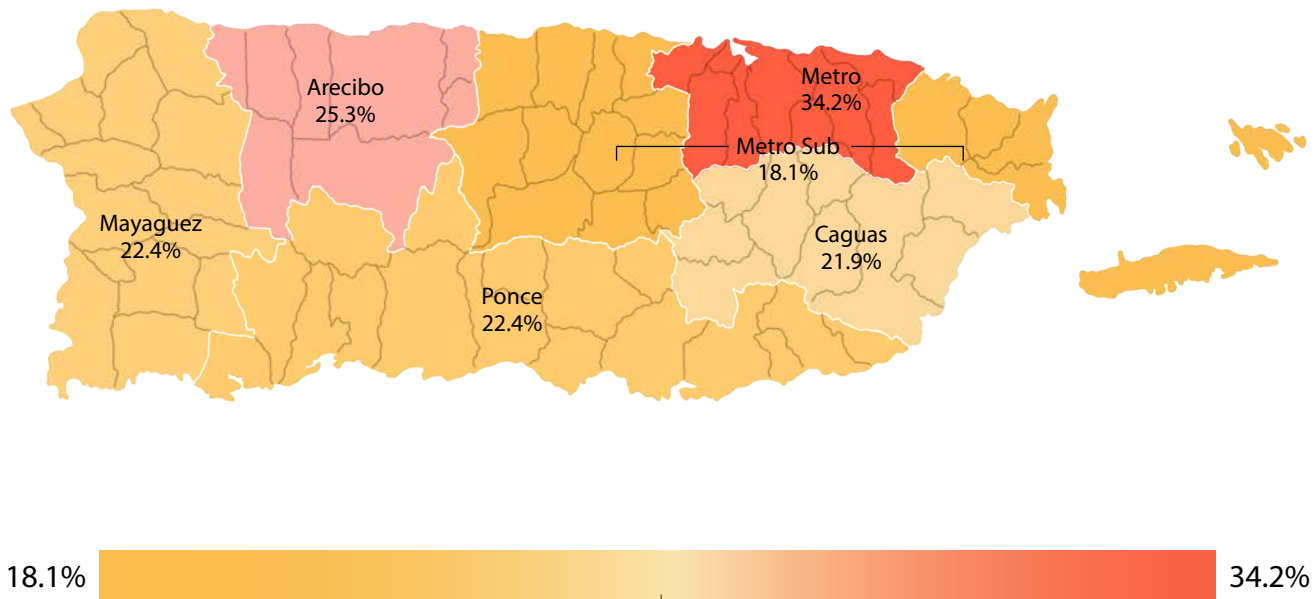 Arecibo
25.3%
Metro
34.2%
Metro Sub
18.1%
Mayaguez
22.4%
Caguas
21.9%
Ponce
22.4%
18.1%
34.2%